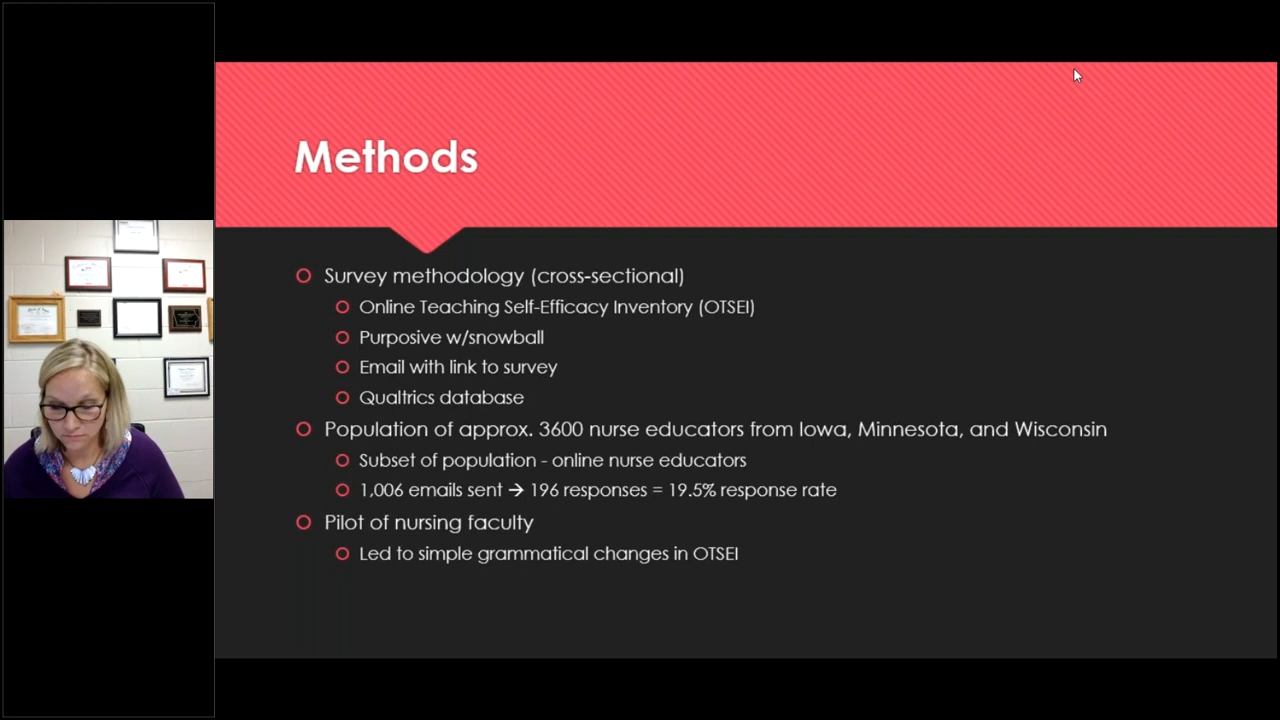 Methods
Survey methodology (cross-sectional)
Online Teaching Self-Efficacy Inventory (OTSEI)
Purposive w/snowball
Email with link to survey
Qualtrics database
Population of approx. 3600 nurse educators from Iowa, Minnesota, and Wisconsin
Subset of population - online nurse educators
1,006 emails sent → 196 responses = 19.5% response rate
Pilot of nursing faculty
Led to simple grammatical changes in OTSEI